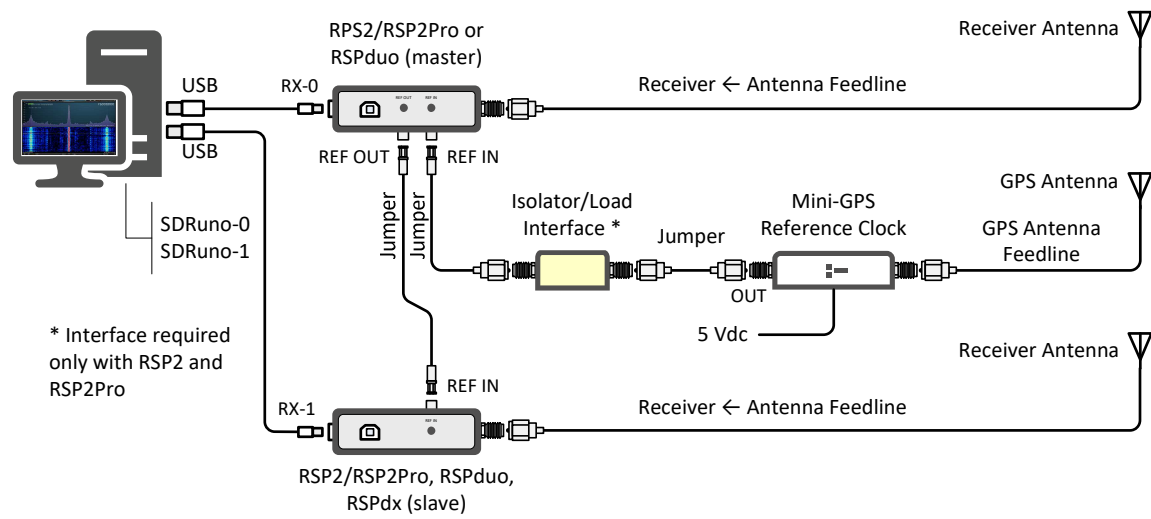 RPS2/RSP2Pro or
RSPduo (master)
Receiver Antenna
USB
RX-0
REF OUT
REF IN
Receiver ← Antenna Feedline
USB
REF OUT
REF IN
Jumper
Jumper
Isolator/Load
Interface *
Jumper
Mini-GPS
Reference Clock
GPS Antenna
GPS Antenna
Feedline
SDRuno-0
SDRuno-1
OUT
5 Vdc
* Interface required
only with RSP2 and
RSP2Pro
Receiver Antenna
REF IN
RX-1
REF IN
Receiver ← Antenna Feedline
RSP2/RSP2Pro, RSPduo,
RSPdx (slave)